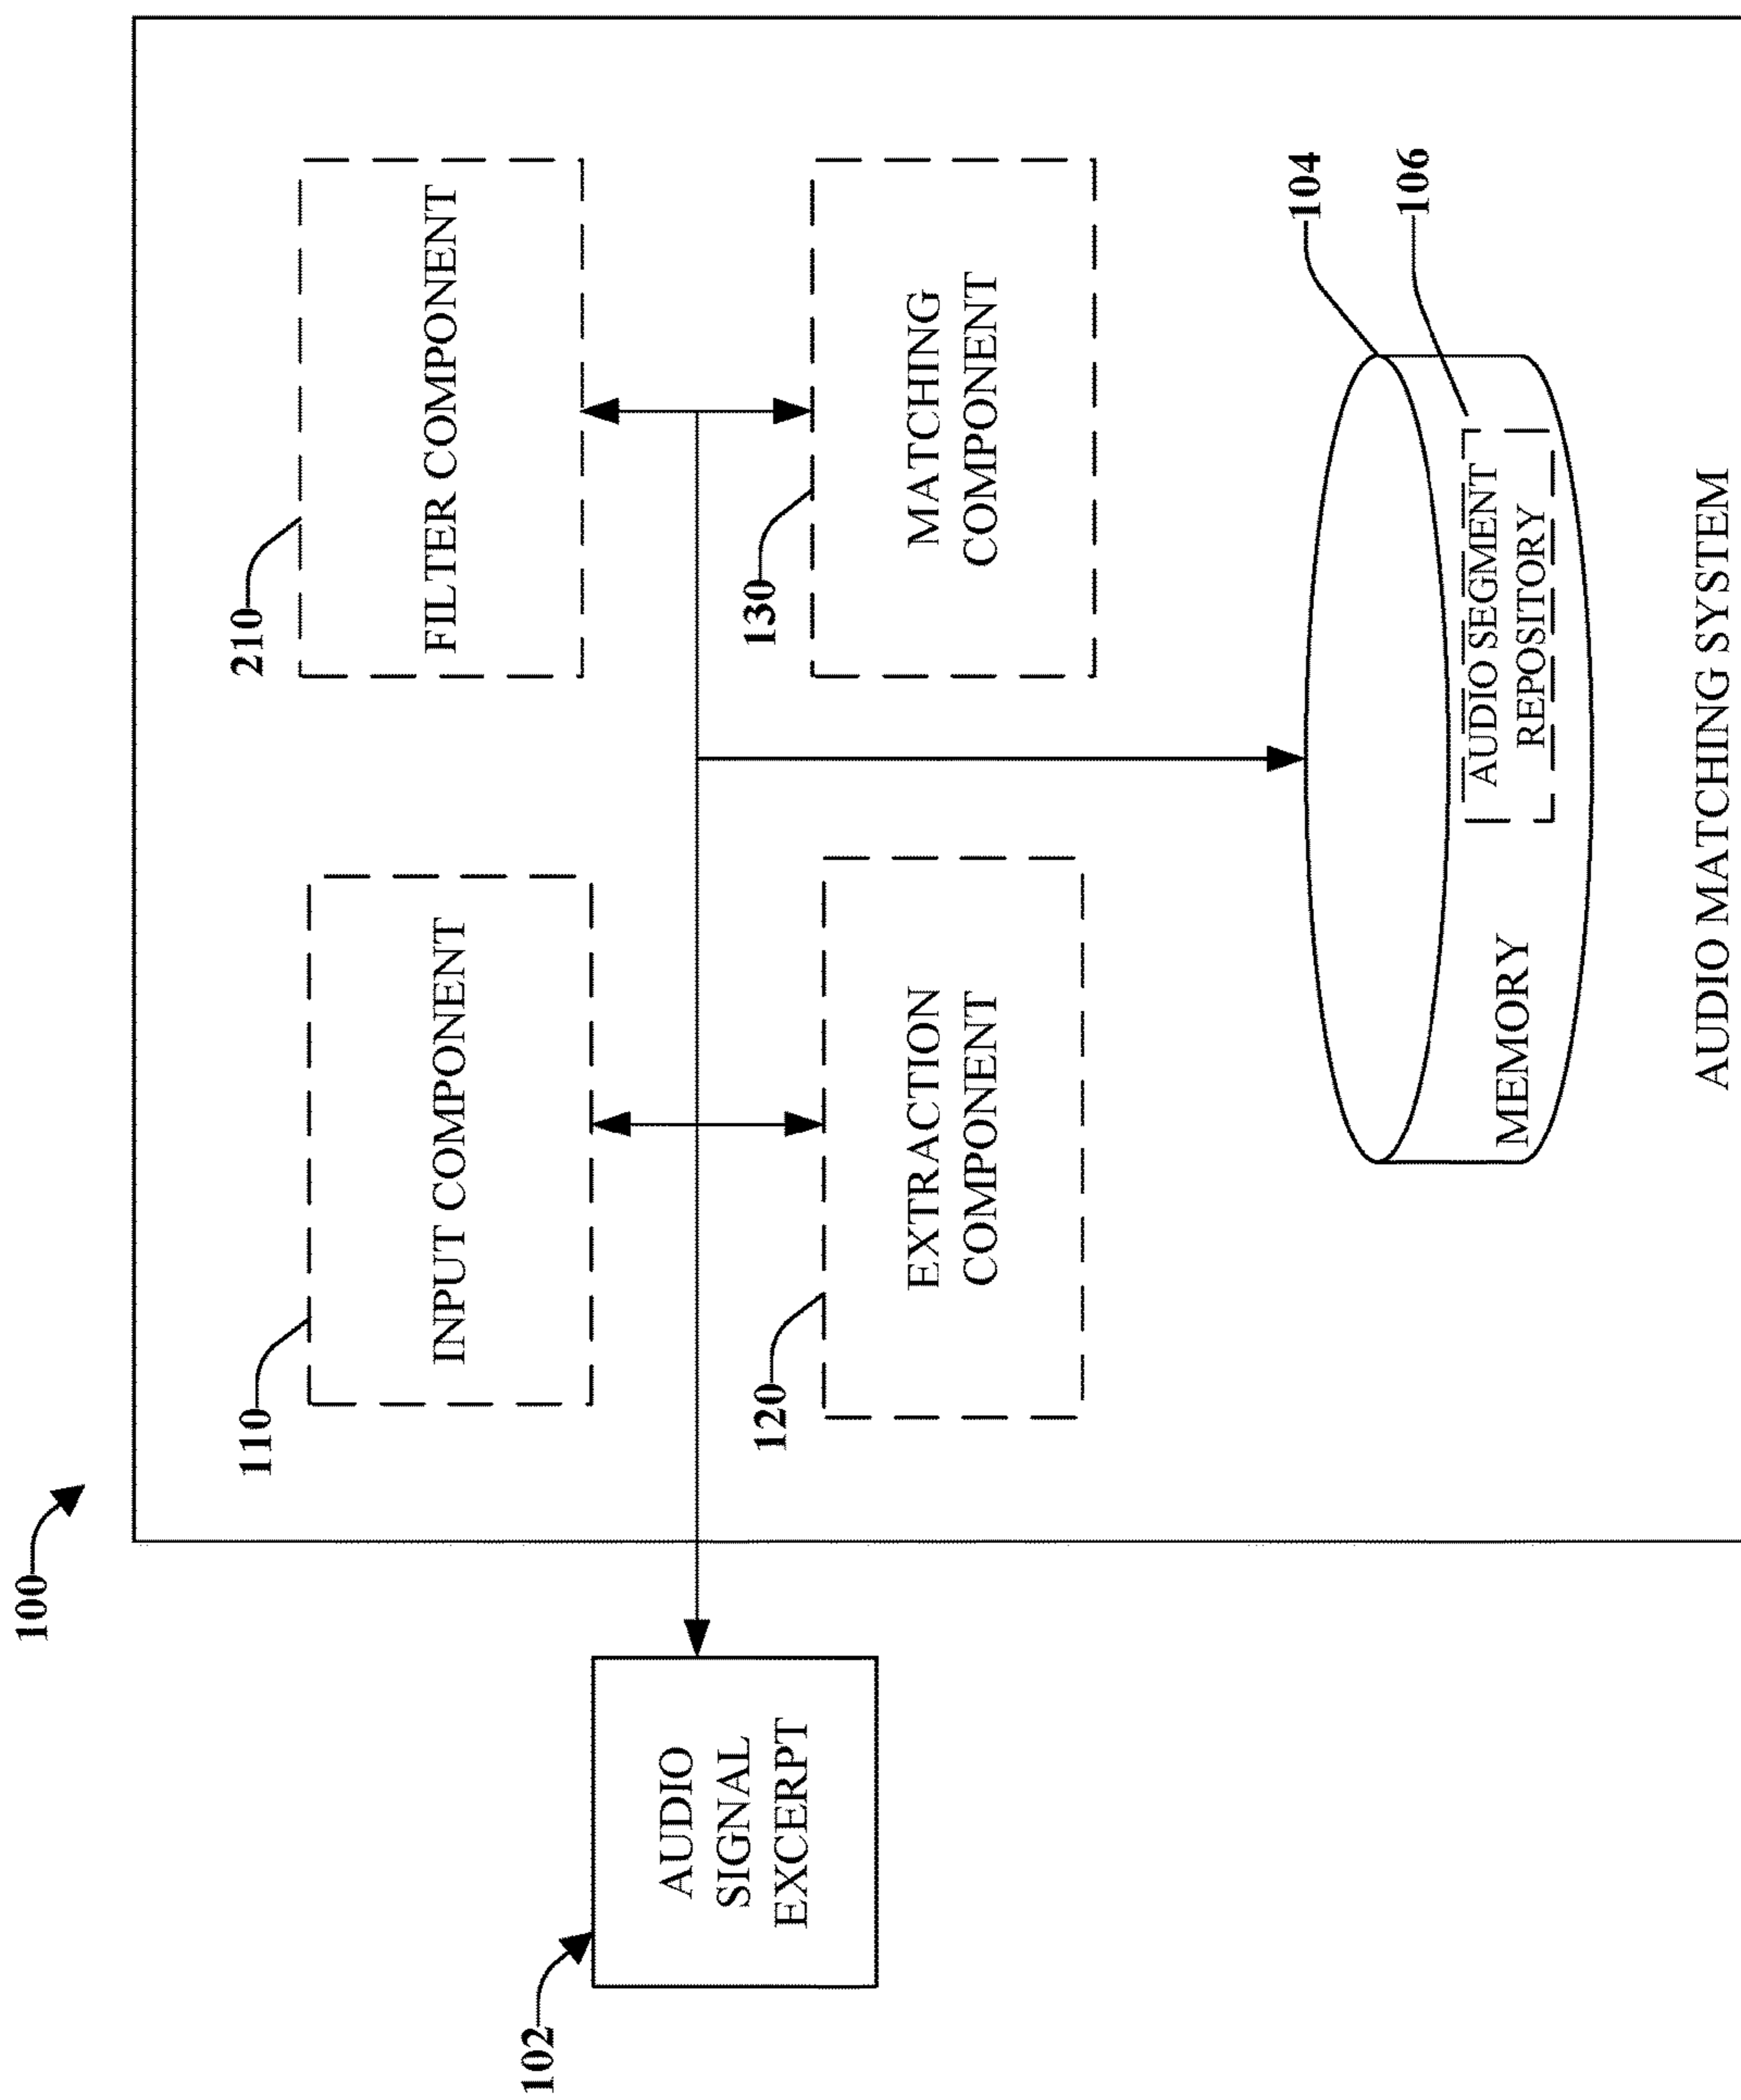 100
102
AUDIO
SIGNAL
EXCERPT
110
INPUT COMPONENT
210
FILTER COMPONENT
120
EXTRACTION
COMPONENT
130
MATCHING
COMPONENT
104
106
MEMORY
AUDIO SEGMENT
REPOSITORY
AUDIO MATCHING SYSTEM